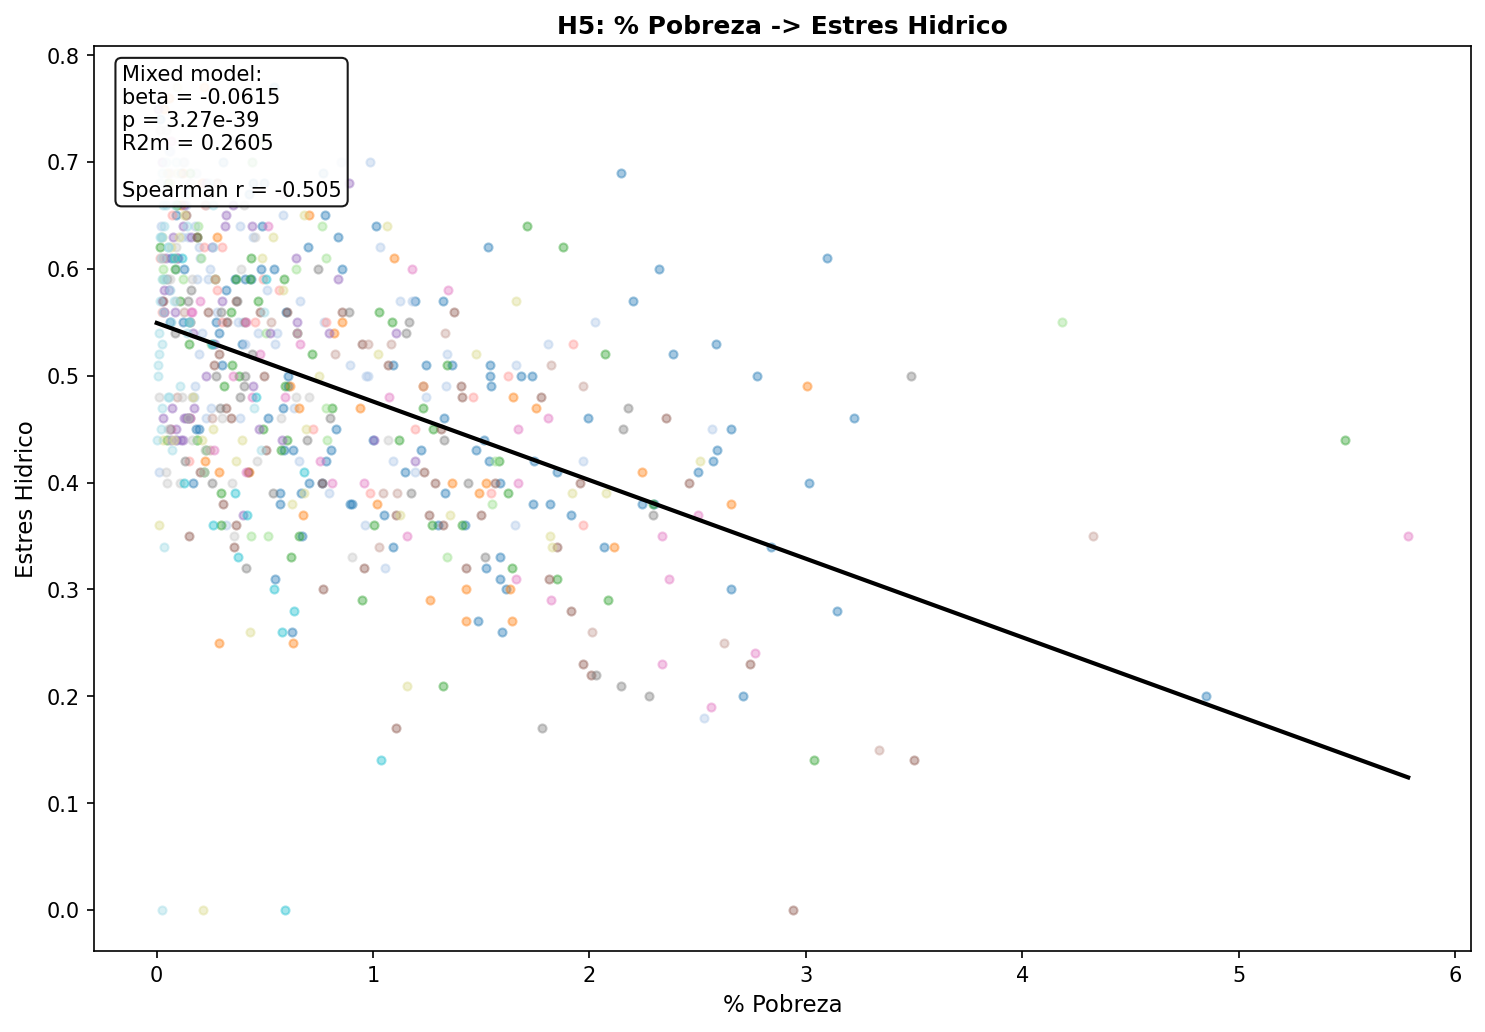 H5: % Pobreza -> Estres Hidrico
Mixed model:
beta = -0.0615
p = 3.27e-39
R2m = 0.2605
Spearman r = -0.505
0.8
0.7
0.6
0.5
0.4
0.3
0.2
0.1
0.0
Estres Hidrico
0
1
2
3
4
5
6
% Pobreza